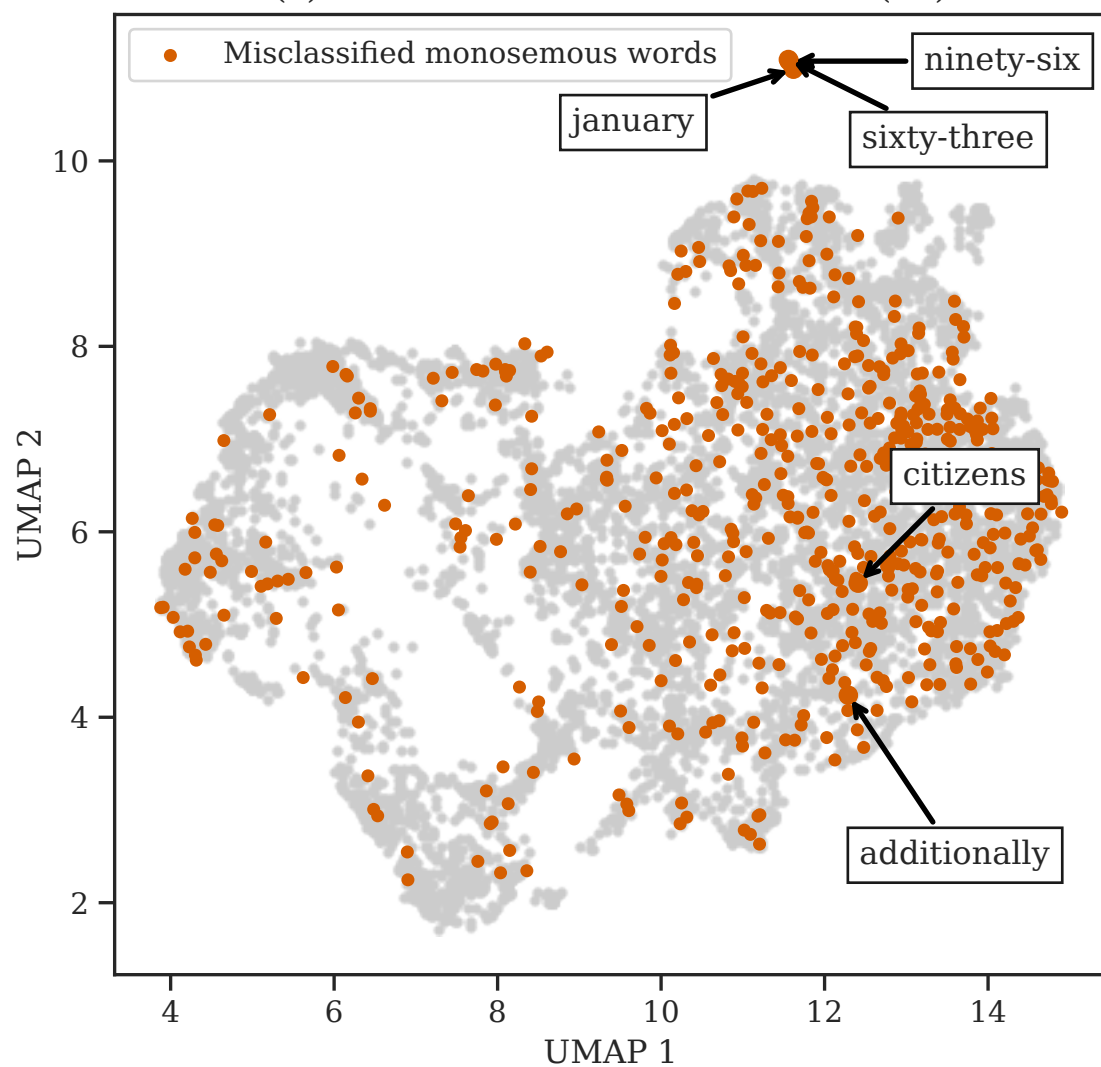 Misclassified monosemous words
ninety-six
january
sixty-three
citizens
additionally
UMAP 2
10
8
6
4
2
4 6 8 10 12 14
UMAP 1